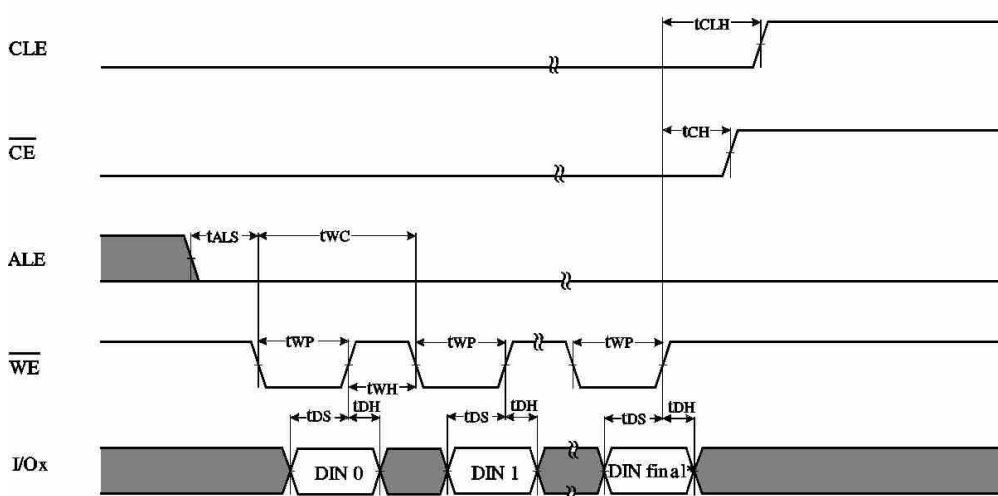 CLE
tCLH
CE
tCH
ALE
tALS
tWC
WE
tWP
tWP
tWP
tWH
tDS
tDH
tDS
tDH
tDS
tDH
I/Ox
DIN 0
DIN 1
DIN final*